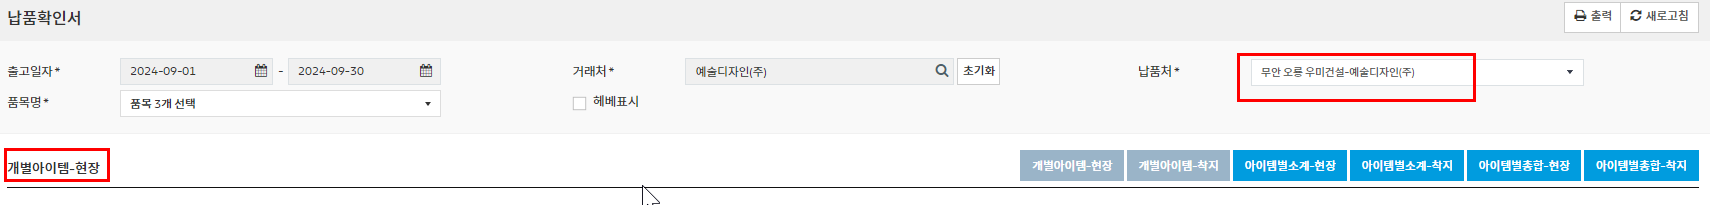 납품확인서
출력 새로고침
출고일자* 2024-09-01 - 2024-09-30 거래처* 예술디자인(주) 초기화 납품처* 무안 오룡 우미건설-예술디자인(주)
품목명* 품목 3개 선택 헤베표시
개별아이템-현장 개별아이템-현장 개별아이템-착지 아이템별소계-현장 아이템별소계-착지 아이템별총합-현장 아이템별총합-착지